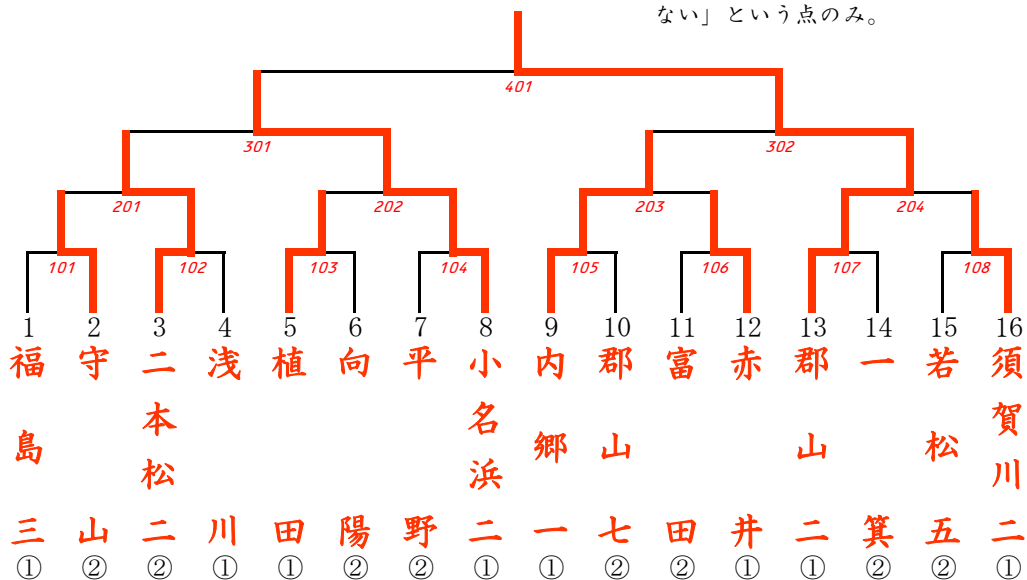 ない」という点のみ。
401
301
302
201
202
203
204
101
102
103
104
105
106
107
108
1 2 3 4 5 6 7 8 9 10 11 12 13 14 15 16
福島三
守山
二本松二
浅川
植田
向陽
平野
小名浜二
内郷一
郡山七
富田
赤井
郡山二
一箕
若松五
須賀川二
① ② ② ① ① ② ② ① ① ② ② ① ① ② ② ①